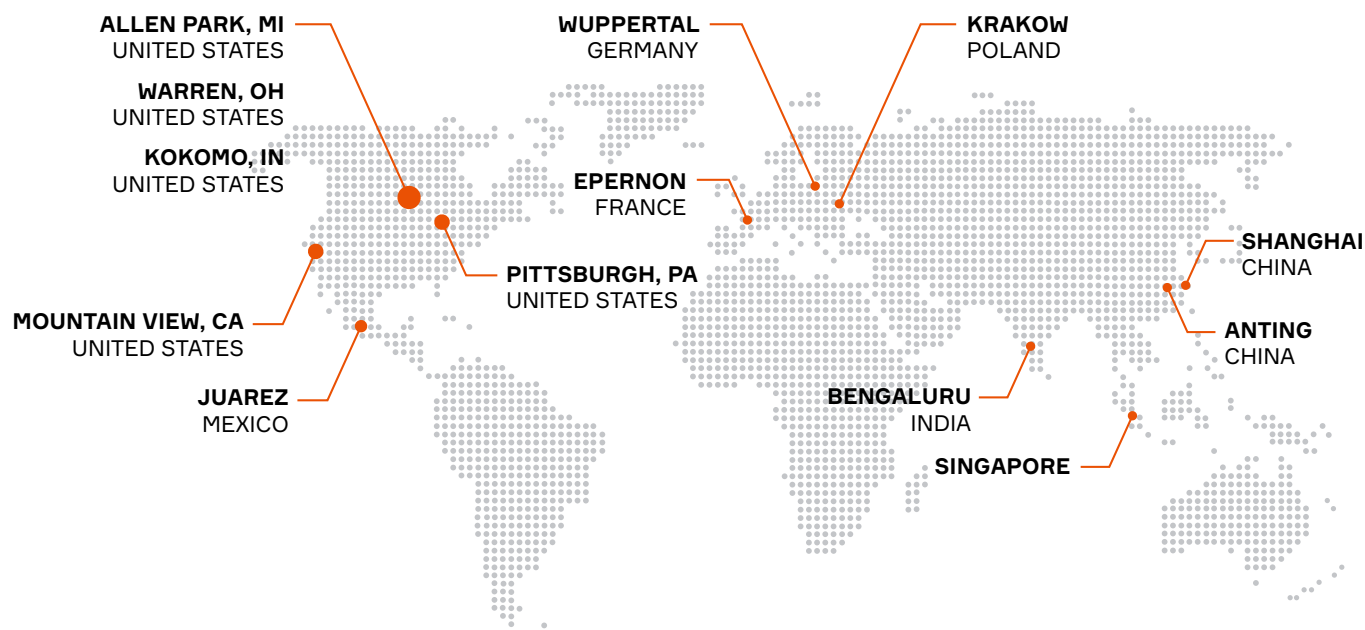 ALLEN PARK, MI
UNITED STATES
WARREN, OH
UNITED STATES
KOKOMO, IN
UNITED STATES
MOUNTAIN VIEW, CA
UNITED STATES
JUAREZ
MEXICO
PITTSBURGH, PA
UNITED STATES
WUPPERTAL
GERMANY
KRAKOW
POLAND
EPERNON
FRANCE
SHANGHAI
CHINA
ANTING
CHINA
BENGALURU
INDIA
SINGAPORE